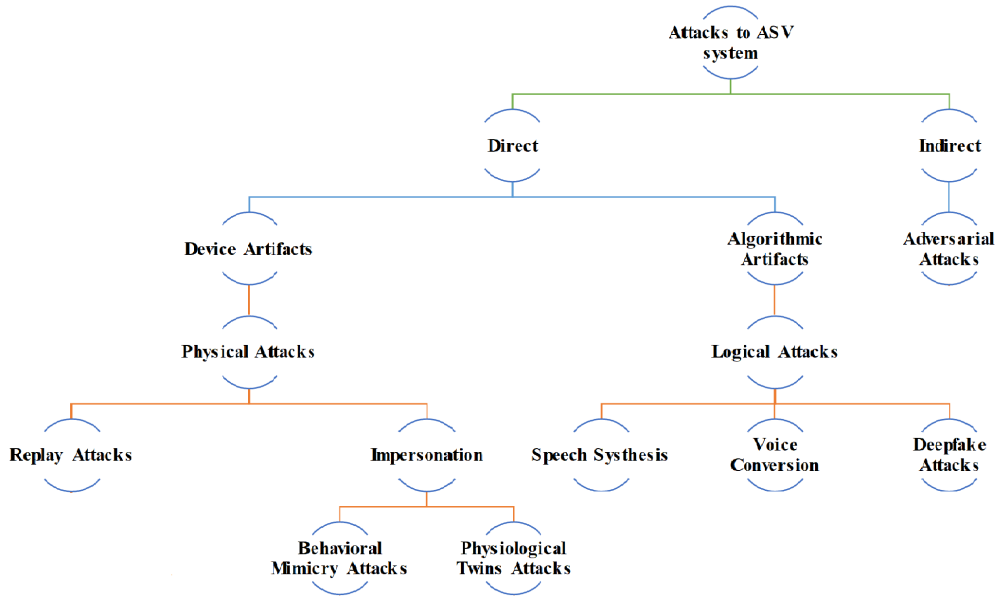 Attacks to ASV
system
Direct
Indirect
Device Artifacts
Algorithmic
Artifacts
Adversarial
Attacks
Physical Attacks
Logical Attacks
Replay Attacks
Impersonation
Speech Systhesis
Voice
Conversion
Deepfake
Attacks
Behavioral
Mimicry Attacks
Physiological
Twins Attacks